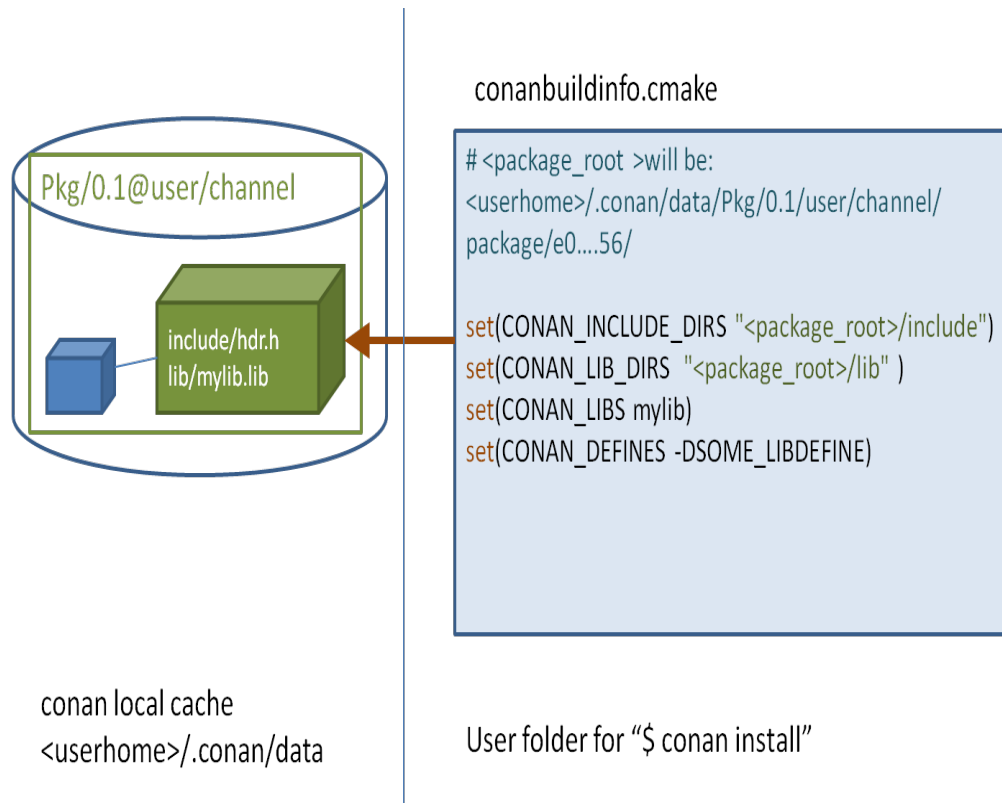 Pkg/0.1@user/channel
include/hdr.h
lib/mylib.lib
conan local cache
<userhome>/.conan/data
conanbuildinfo.cmake
# <package_root >will be:
<userhome>/.conan/data/Pkg/0.1/user/channel/
package/e0....56/
set(CONAN_INCLUDE_DIRS "<package_root>/include")
set(CONAN_LIB_DIRS "<package_root>/lib" )
set(CONAN_LIBS mylib)
set(CONAN_DEFINES -DSOME_LIBDEFINE)
User folder for “$ conan install”